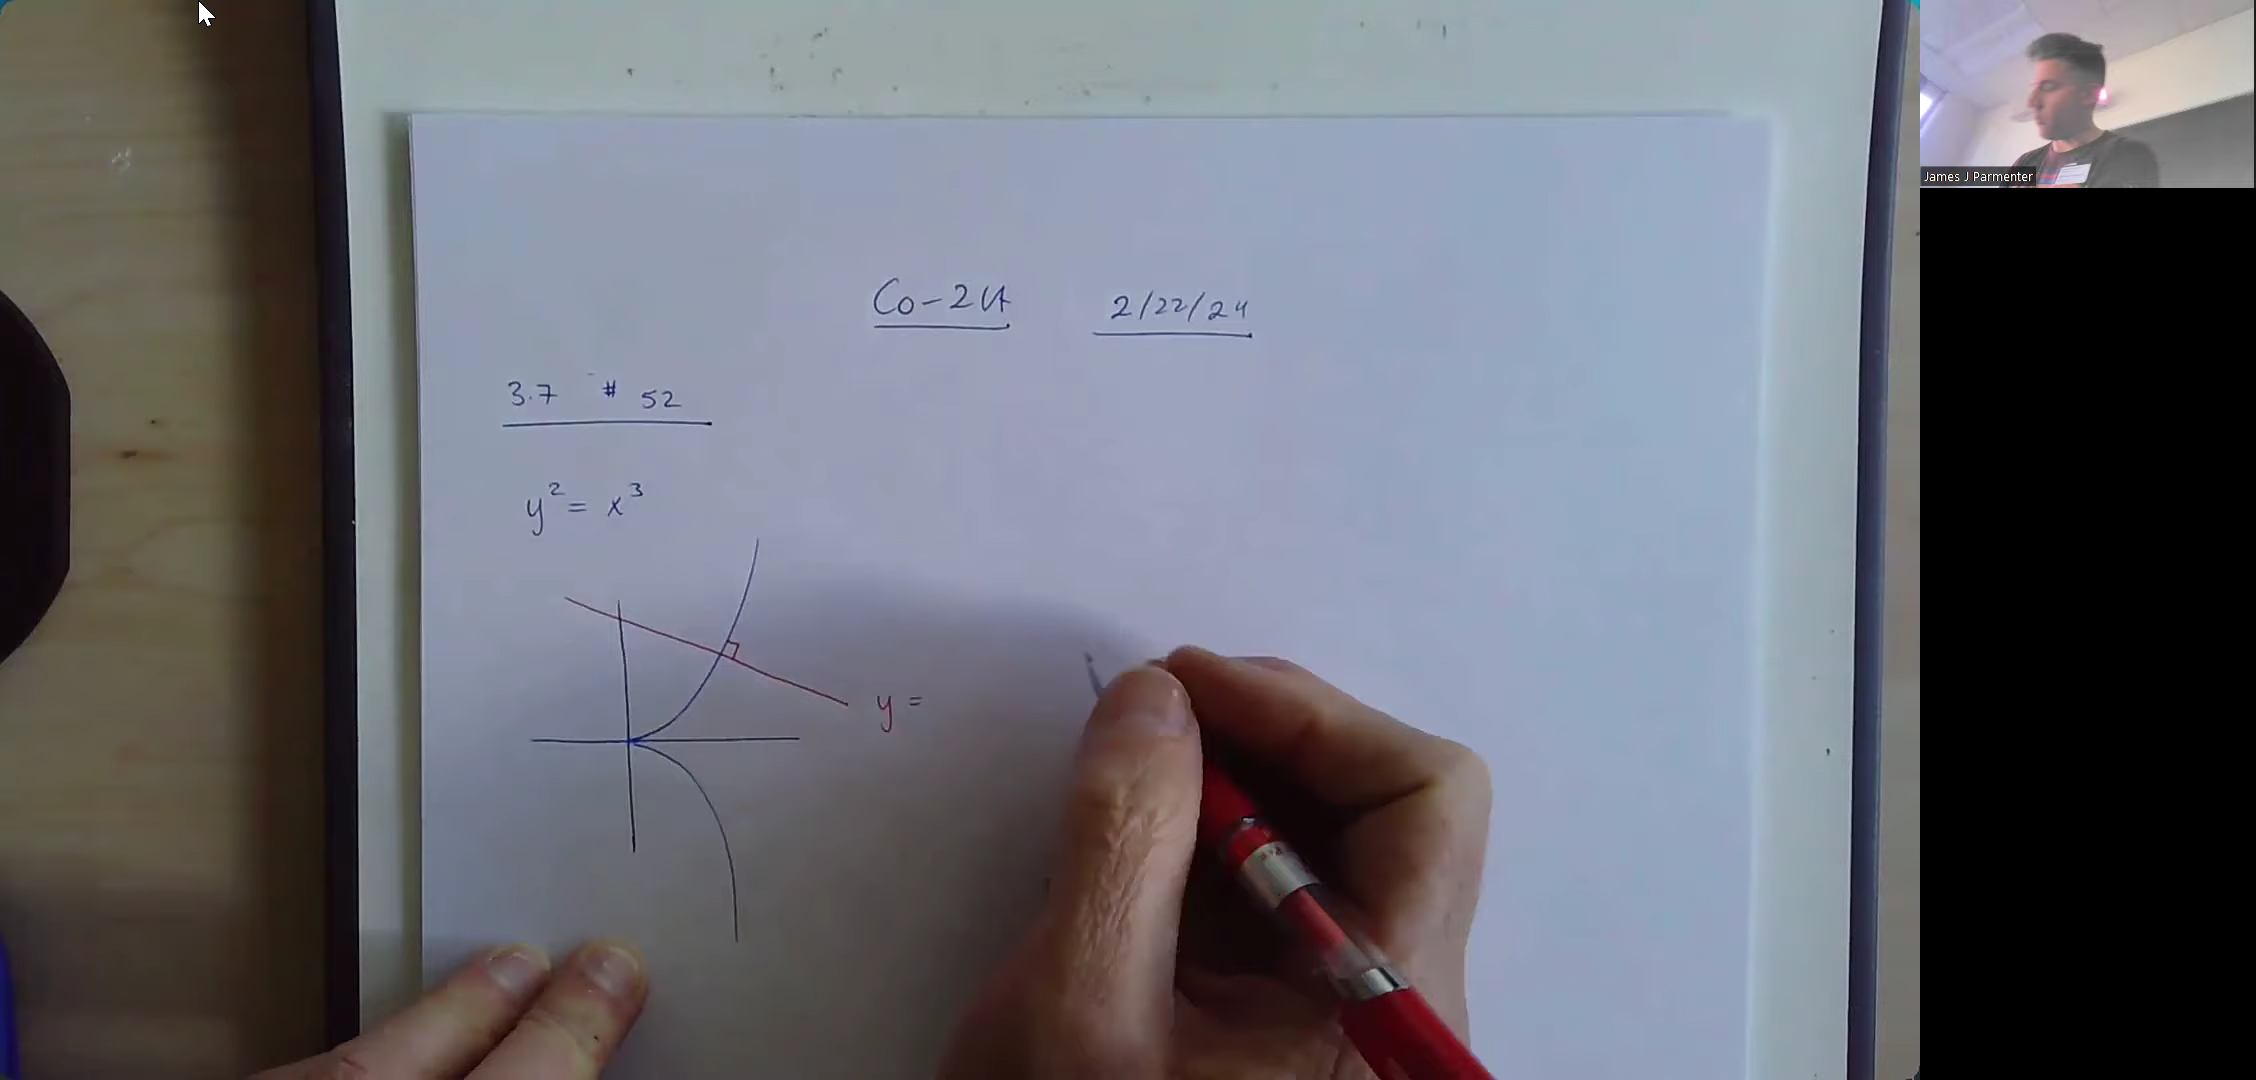 Co-24 2/22/24
3.7 # 52
y² = x³
y =
James J Parmenter